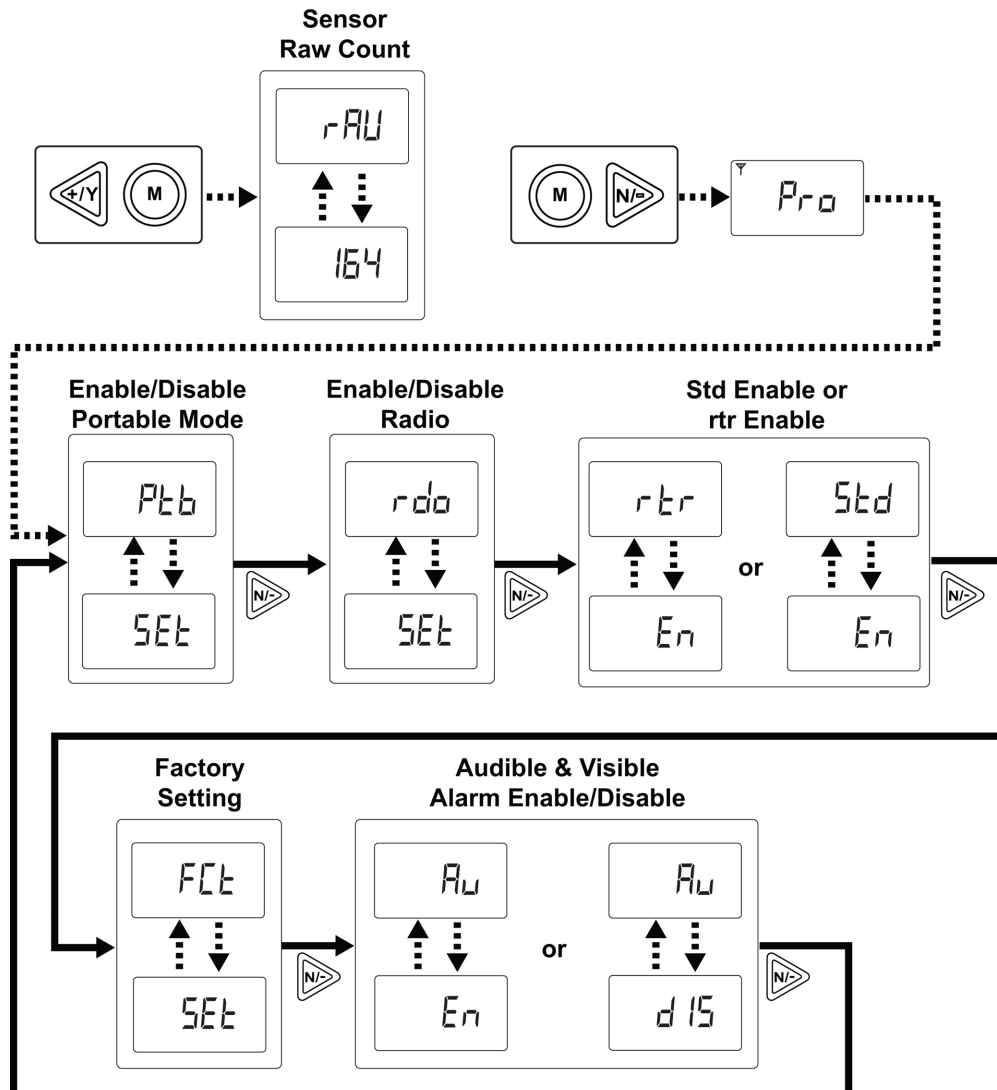 Sensor
Raw Count
rAU
+/Y M
M N/-
Pro
164
Enable/Disable
Portable Mode
Enable/Disable
Radio
Std Enable or
rtr Enable
Ptb
rdo
rtr
Std
or
N/-
N/-
N/-
SEt
SEt
En
En
Factory
Setting
Audible & Visible
Alarm Enable/Disable
FCt
Au
Au
or
N/-
N/-
SEt
En
dIS